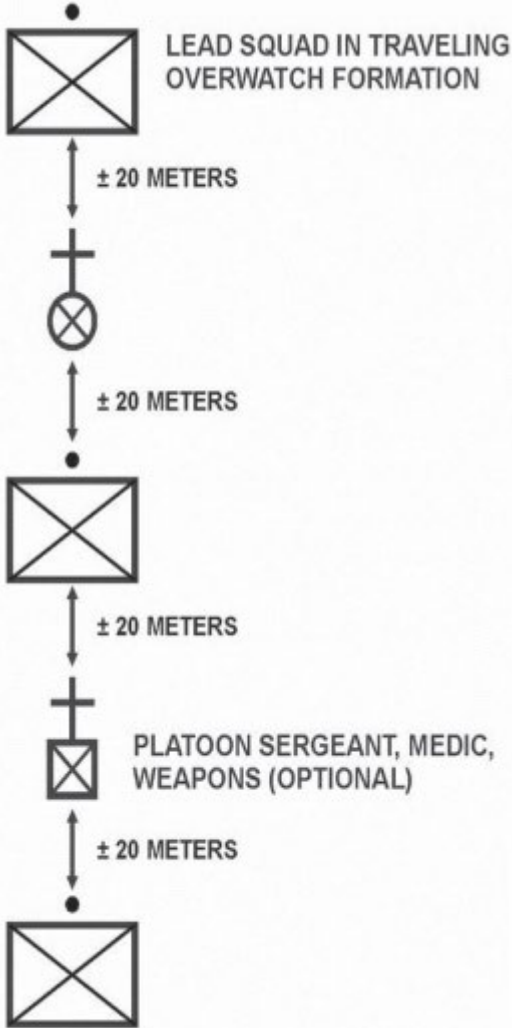 LEAD SQUAD IN TRAVELING
OVERWATCH FORMATION
± 20 METERS
± 20 METERS
± 20 METERS
PLATOON SERGEANT, MEDIC,
WEAPONS (OPTIONAL)
± 20 METERS